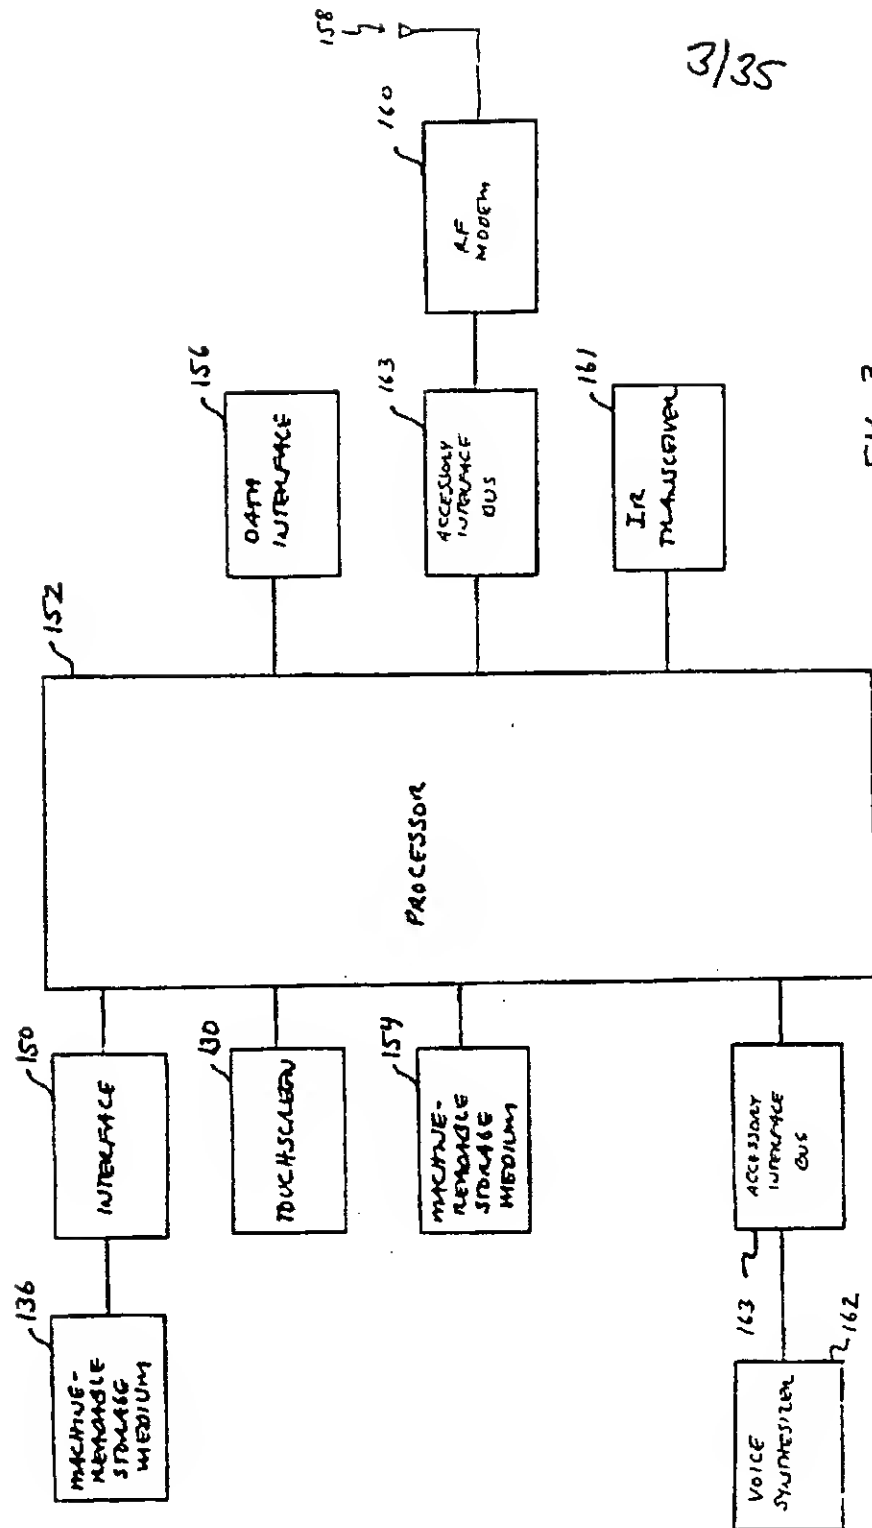 3/35
136
MACHINE-
READABLE
STORAGE
MEDIUM
150
INTERFACE
130
TOUCHSCREEN
154
MACHINE-
READABLE
STORAGE
MEDIUM
163
ACCESSORY
INTERFACE
BUS
162
VOICE
SYNTHESIZER
152
PROCESSOR
156
DATA
INTERFACE
163
ACCESSORY
INTERFACE
BUS
160
RF
MODEM
158
161
IR
TRANSCEIVER